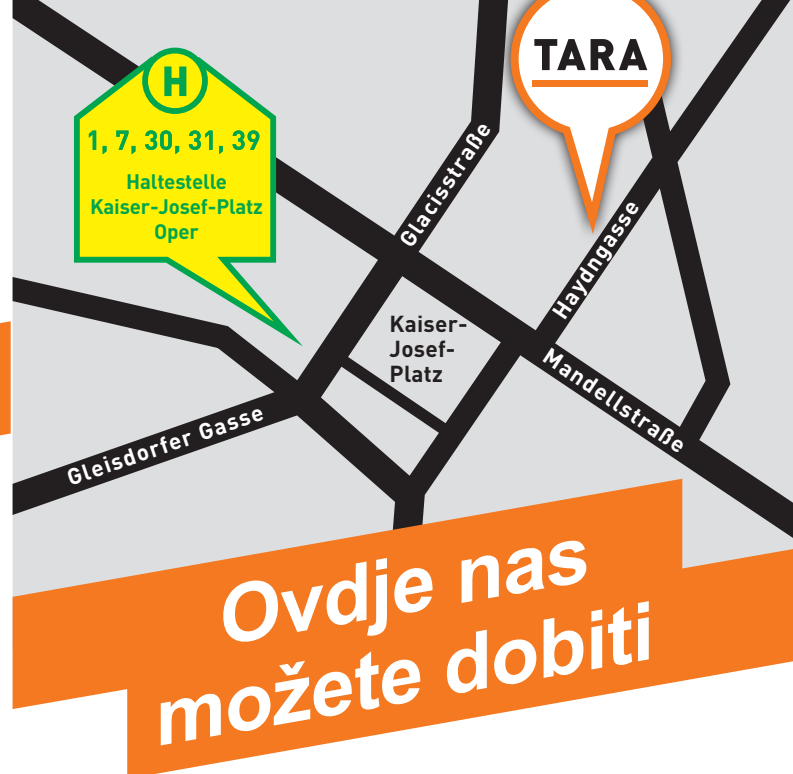 TARA
H
1, 7, 30, 31, 39
Haltestelle
Kaiser-Josef-Platz
Oper
Glacisstraße
Haydngasse
Kaiser-
Josef-
Platz
Mandellstraße
Gleisdorfer Gasse
Ovdje nas
možete dobiti